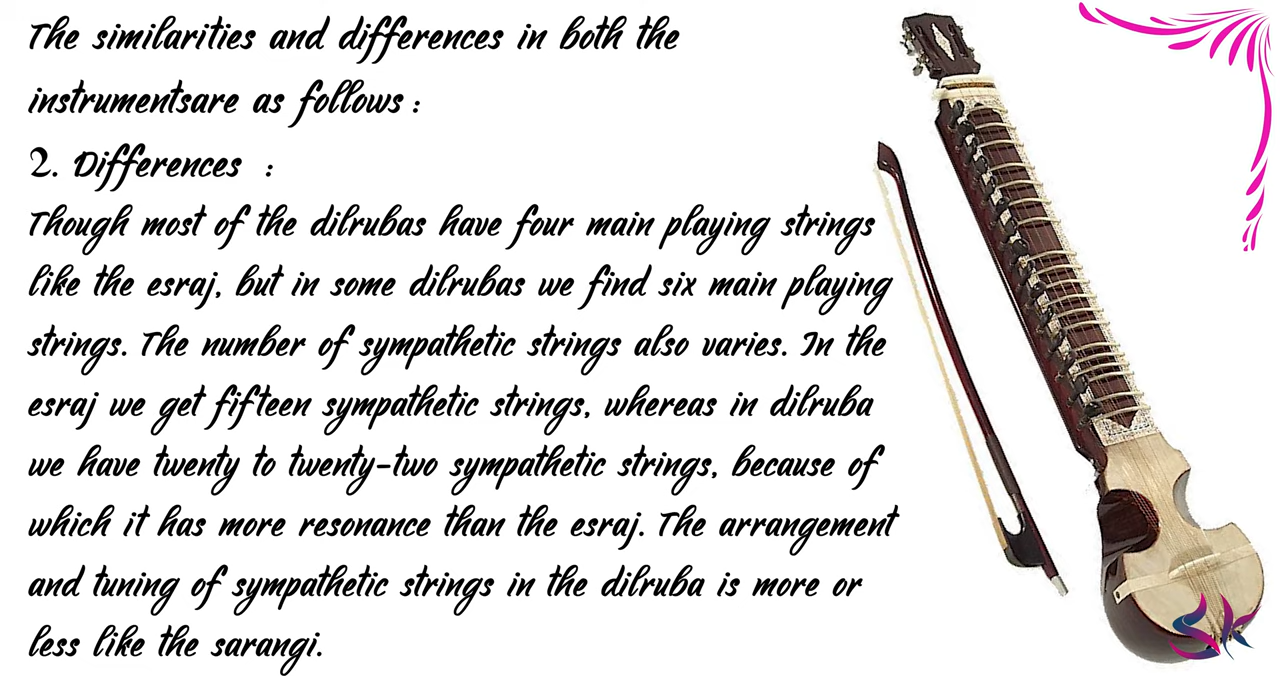 The similarities and differences in both the
instrumentsare as follows :
2. Differences :
Though most of the dilrubas have four main playing strings
like the esraj, but in some dilrubas we find six main playing
strings. The number of sympathetic strings also varies. In the
esraj we get fifteen sympathetic strings, whereas in dilruba
we have twenty to twenty-two sympathetic strings, because of
which it has more resonance than the esraj. The arrangement
and tuning of sympathetic strings in the dilruba is more or
less like the sarangi.
SK